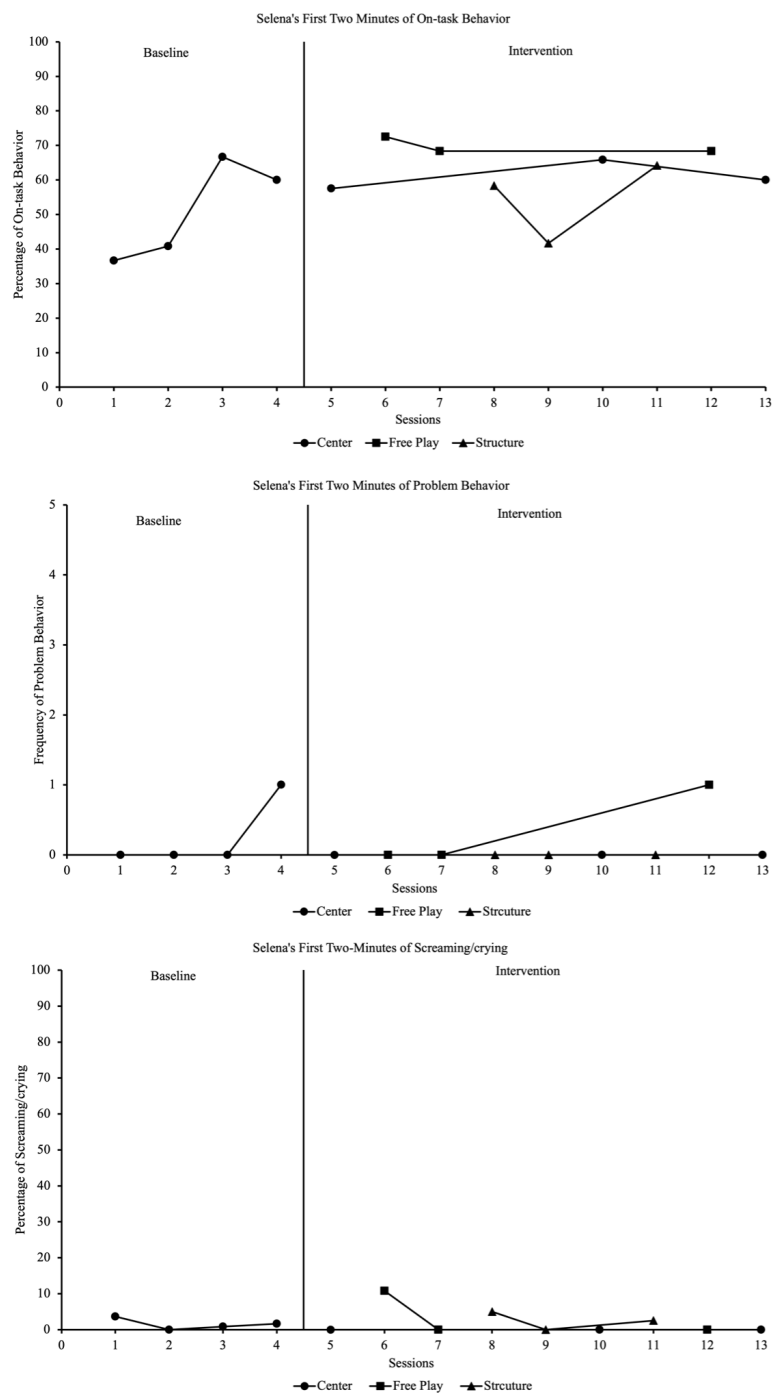 Selena's First Two Minutes of On-task Behavior
Baseline
Intervention
Percentage of On-task Behavior
100
90
80
70
60
50
40
30
20
10
0
0 1 2 3 4 5 6 7 8 9 10 11 12 13
Sessions
Center Free Play Structure
Selena's First Two Minutes of Problem Behavior
Baseline
Intervention
Frequency of Problem Behavior
5
4
3
2
1
0
0 1 2 3 4 5 6 7 8 9 10 11 12 13
Sessions
Center Free Play Strcuture
Selena's First Two-Minutes of Screaming/crying
Baseline
Intervention
Percentage of Screaming/crying
100
90
80
70
60
50
40
30
20
10
0
0 1 2 3 4 5 6 7 8 9 10 11 12 13
Sessions
Center Free Play Strcuture